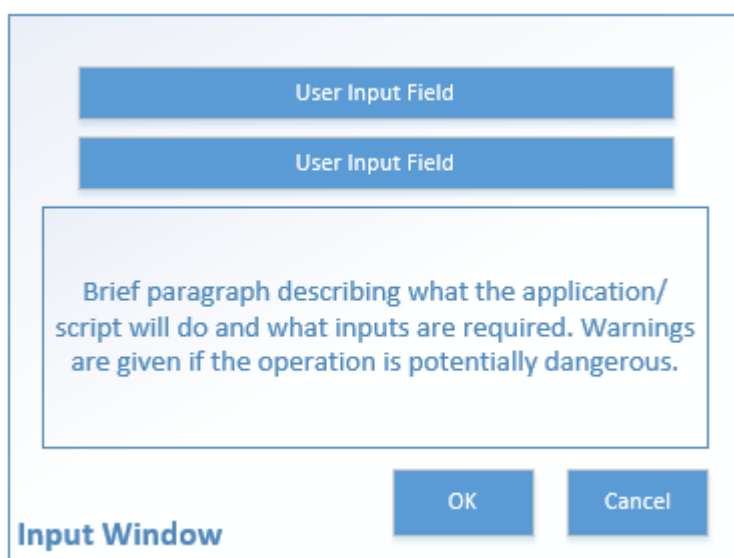 User Input Field
User Input Field
Brief paragraph describing what the application/
script will do and what inputs are required. Warnings
are given if the operation is potentially dangerous.
OK
Cancel
Input Window